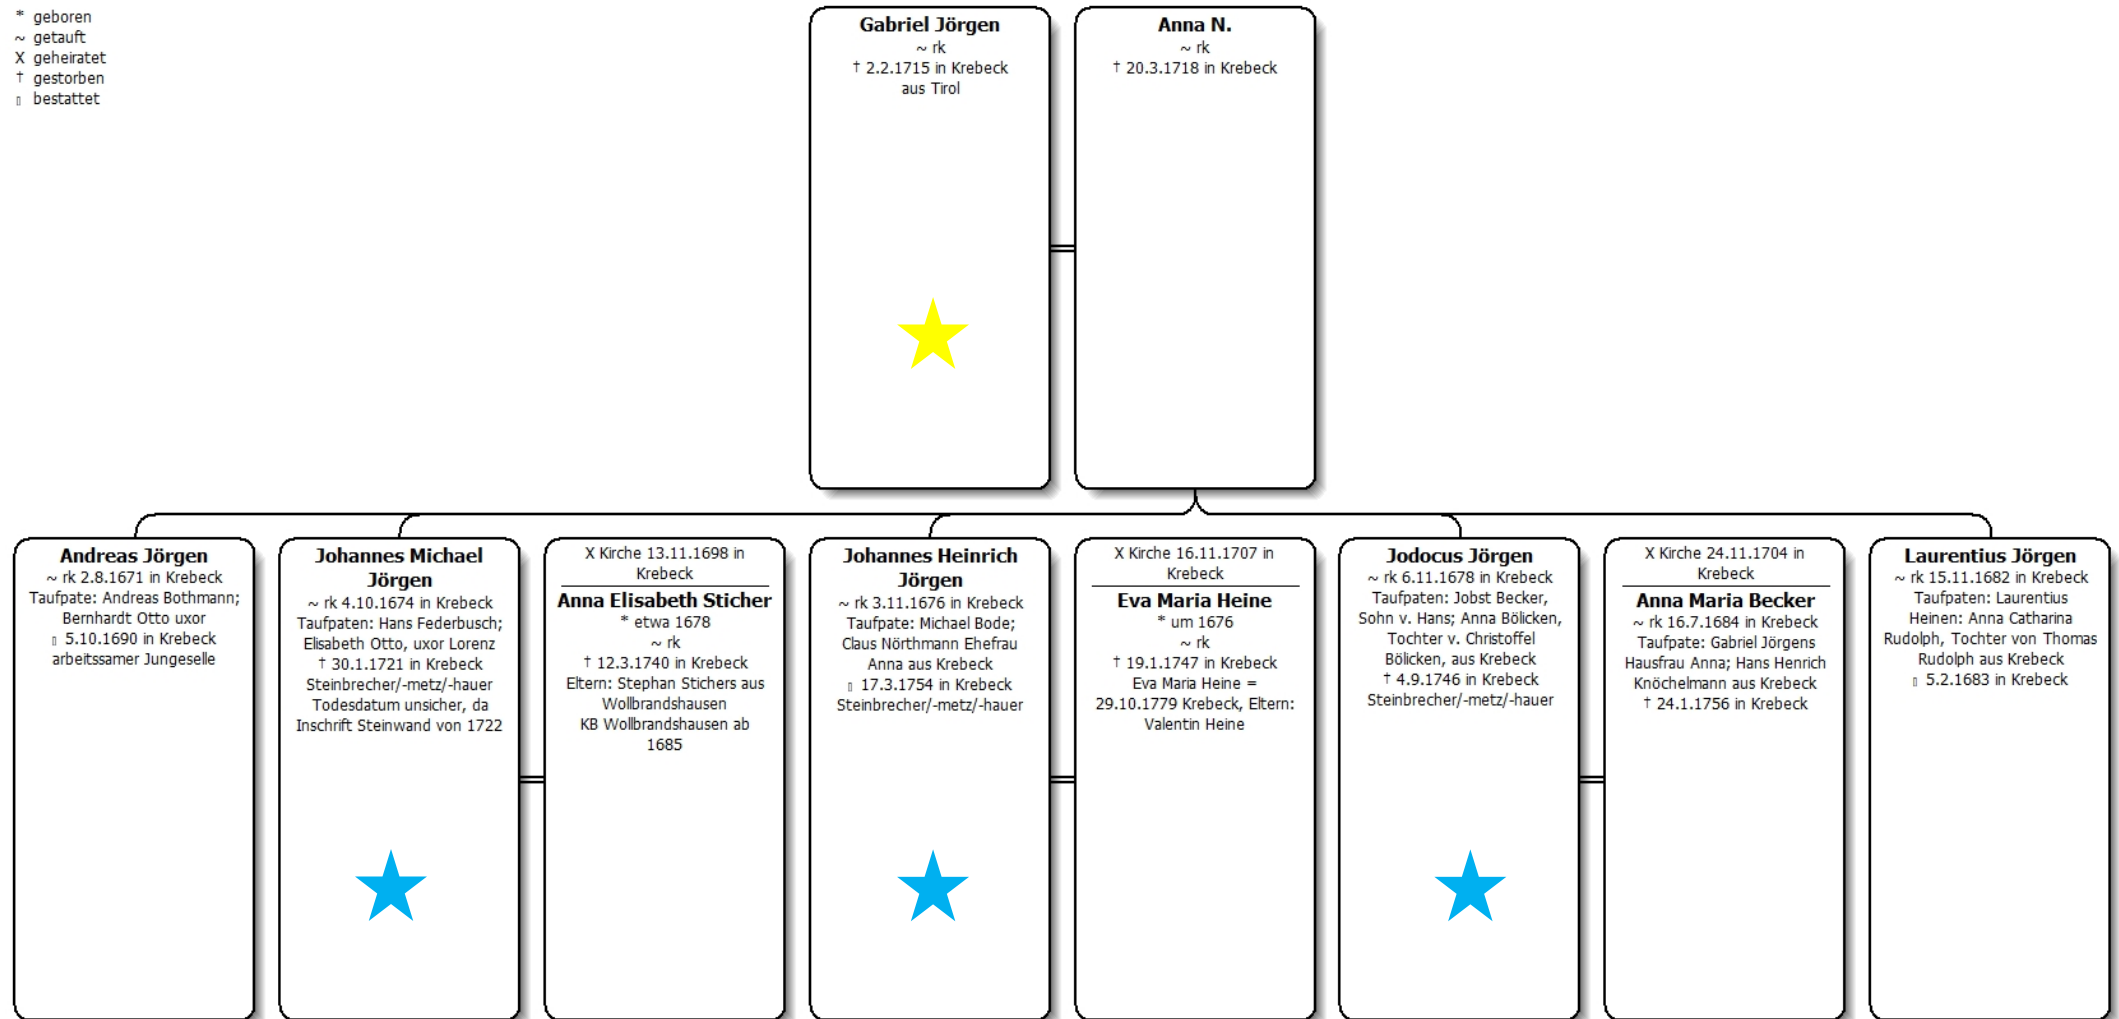 * geboren
~ getauft
X geheiratet
† gestorben
▯ bestattet
Gabriel Jörgen
~ rk
† 2.2.1715 in Krebeck
aus Tirol
Anna N.
~ rk
† 20.3.1718 in Krebeck
Andreas Jörgen
~ rk 2.8.1671 in Krebeck
Taufpate: Andreas Bothmann;
Bernhardt Otto uxor
▯ 5.10.1690 in Krebeck
arbeitssamer Jungeselle
Johannes Michael
Jörgen
~ rk 4.10.1674 in Krebeck
Taufpaten: Hans Federbusch;
Elisabeth Otto, uxor Lorenz
† 30.1.1721 in Krebeck
Steinbrecher/-metz/-hauer
Todesdatum unsicher, da
Inschrift Steinwand von 1722
X Kirche 13.11.1698 in
Krebeck
Anna Elisabeth Sticher
* etwa 1678
~ rk
† 12.3.1740 in Krebeck
Eltern: Stephan Stichers aus
Wollbrandshausen
KB Wollbrandshausen ab
1685
Johannes Heinrich
Jörgen
~ rk 3.11.1676 in Krebeck
Taufpate: Michael Bode;
Claus Nörthmann Ehefrau
Anna aus Krebeck
▯ 17.3.1754 in Krebeck
Steinbrecher/-metz/-hauer
X Kirche 16.11.1707 in
Krebeck
Eva Maria Heine
* um 1676
~ rk
† 19.1.1747 in Krebeck
Eva Maria Heine =
29.10.1779 Krebeck, Eltern:
Valentin Heine
Jodocus Jörgen
~ rk 6.11.1678 in Krebeck
Taufpaten: Jobst Becker,
Sohn v. Hans; Anna Bölicken,
Tochter v. Christoffel
Bölicken, aus Krebeck
† 4.9.1746 in Krebeck
Steinbrecher/-metz/-hauer
X Kirche 24.11.1704 in
Krebeck
Anna Maria Becker
~ rk 16.7.1684 in Krebeck
Taufpate: Gabriel Jörgens
Hausfrau Anna; Hans Henrich
Knöchelmann aus Krebeck
† 24.1.1756 in Krebeck
Laurentius Jörgen
~ rk 15.11.1682 in Krebeck
Taufpaten: Laurentius
Heinen: Anna Catharina
Rudolph, Tochter von Thomas
Rudolph aus Krebeck
▯ 5.2.1683 in Krebeck